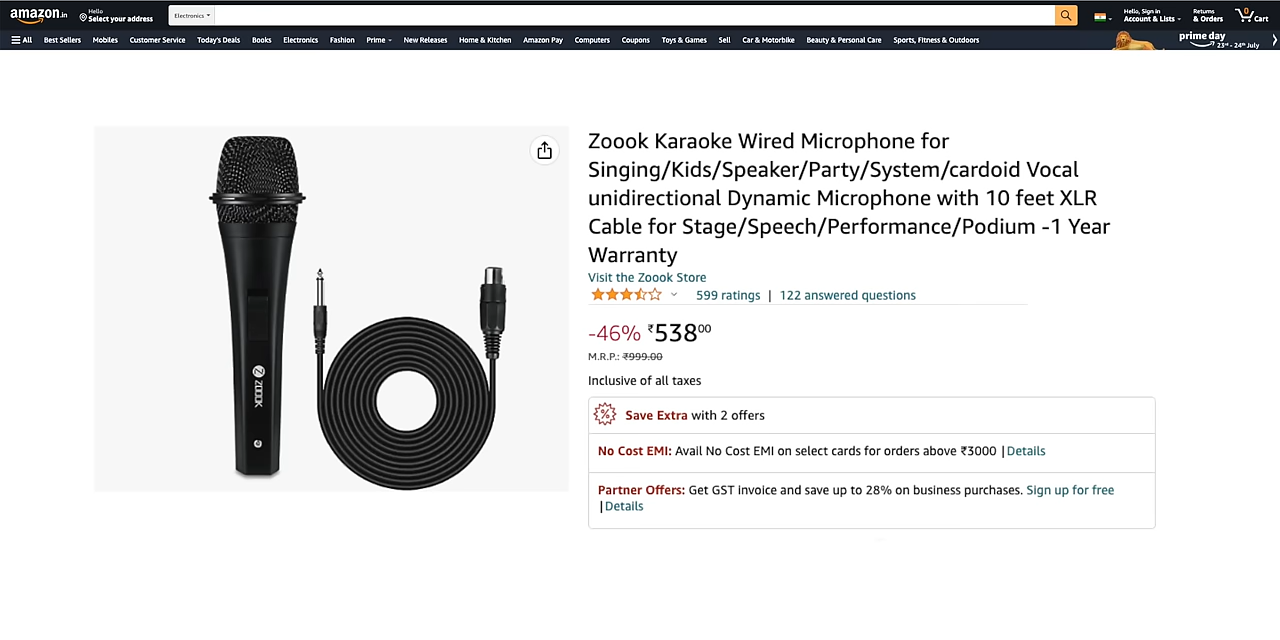 amazon.in
Hello
Select your address
Electronics
Hello, Sign in
Account & Lists
Returns
& Orders
0
Cart
All Best Sellers Mobiles Customer Service Today's Deals Books Electronics Fashion Prime New Releases Home & Kitchen Amazon Pay Computers Coupons Toys & Games Sell Car & Motorbike Beauty & Personal Care Sports, Fitness & Outdoors
prime day
23rd - 24th July
ZOOOK
Zoook Karaoke Wired Microphone for
Singing/Kids/Speaker/Party/System/cardoid Vocal
unidirectional Dynamic Microphone with 10 feet XLR
Cable for Stage/Speech/Performance/Podium -1 Year
Warranty
Visit the Zoook Store
599 ratings | 122 answered questions
-46% ₹53800
M.R.P.: ₹999.00
Inclusive of all taxes
Save Extra with 2 offers
No Cost EMI: Avail No Cost EMI on select cards for orders above ₹3000 | Details
Partner Offers: Get GST invoice and save up to 28% on business purchases. Sign up for free
| Details